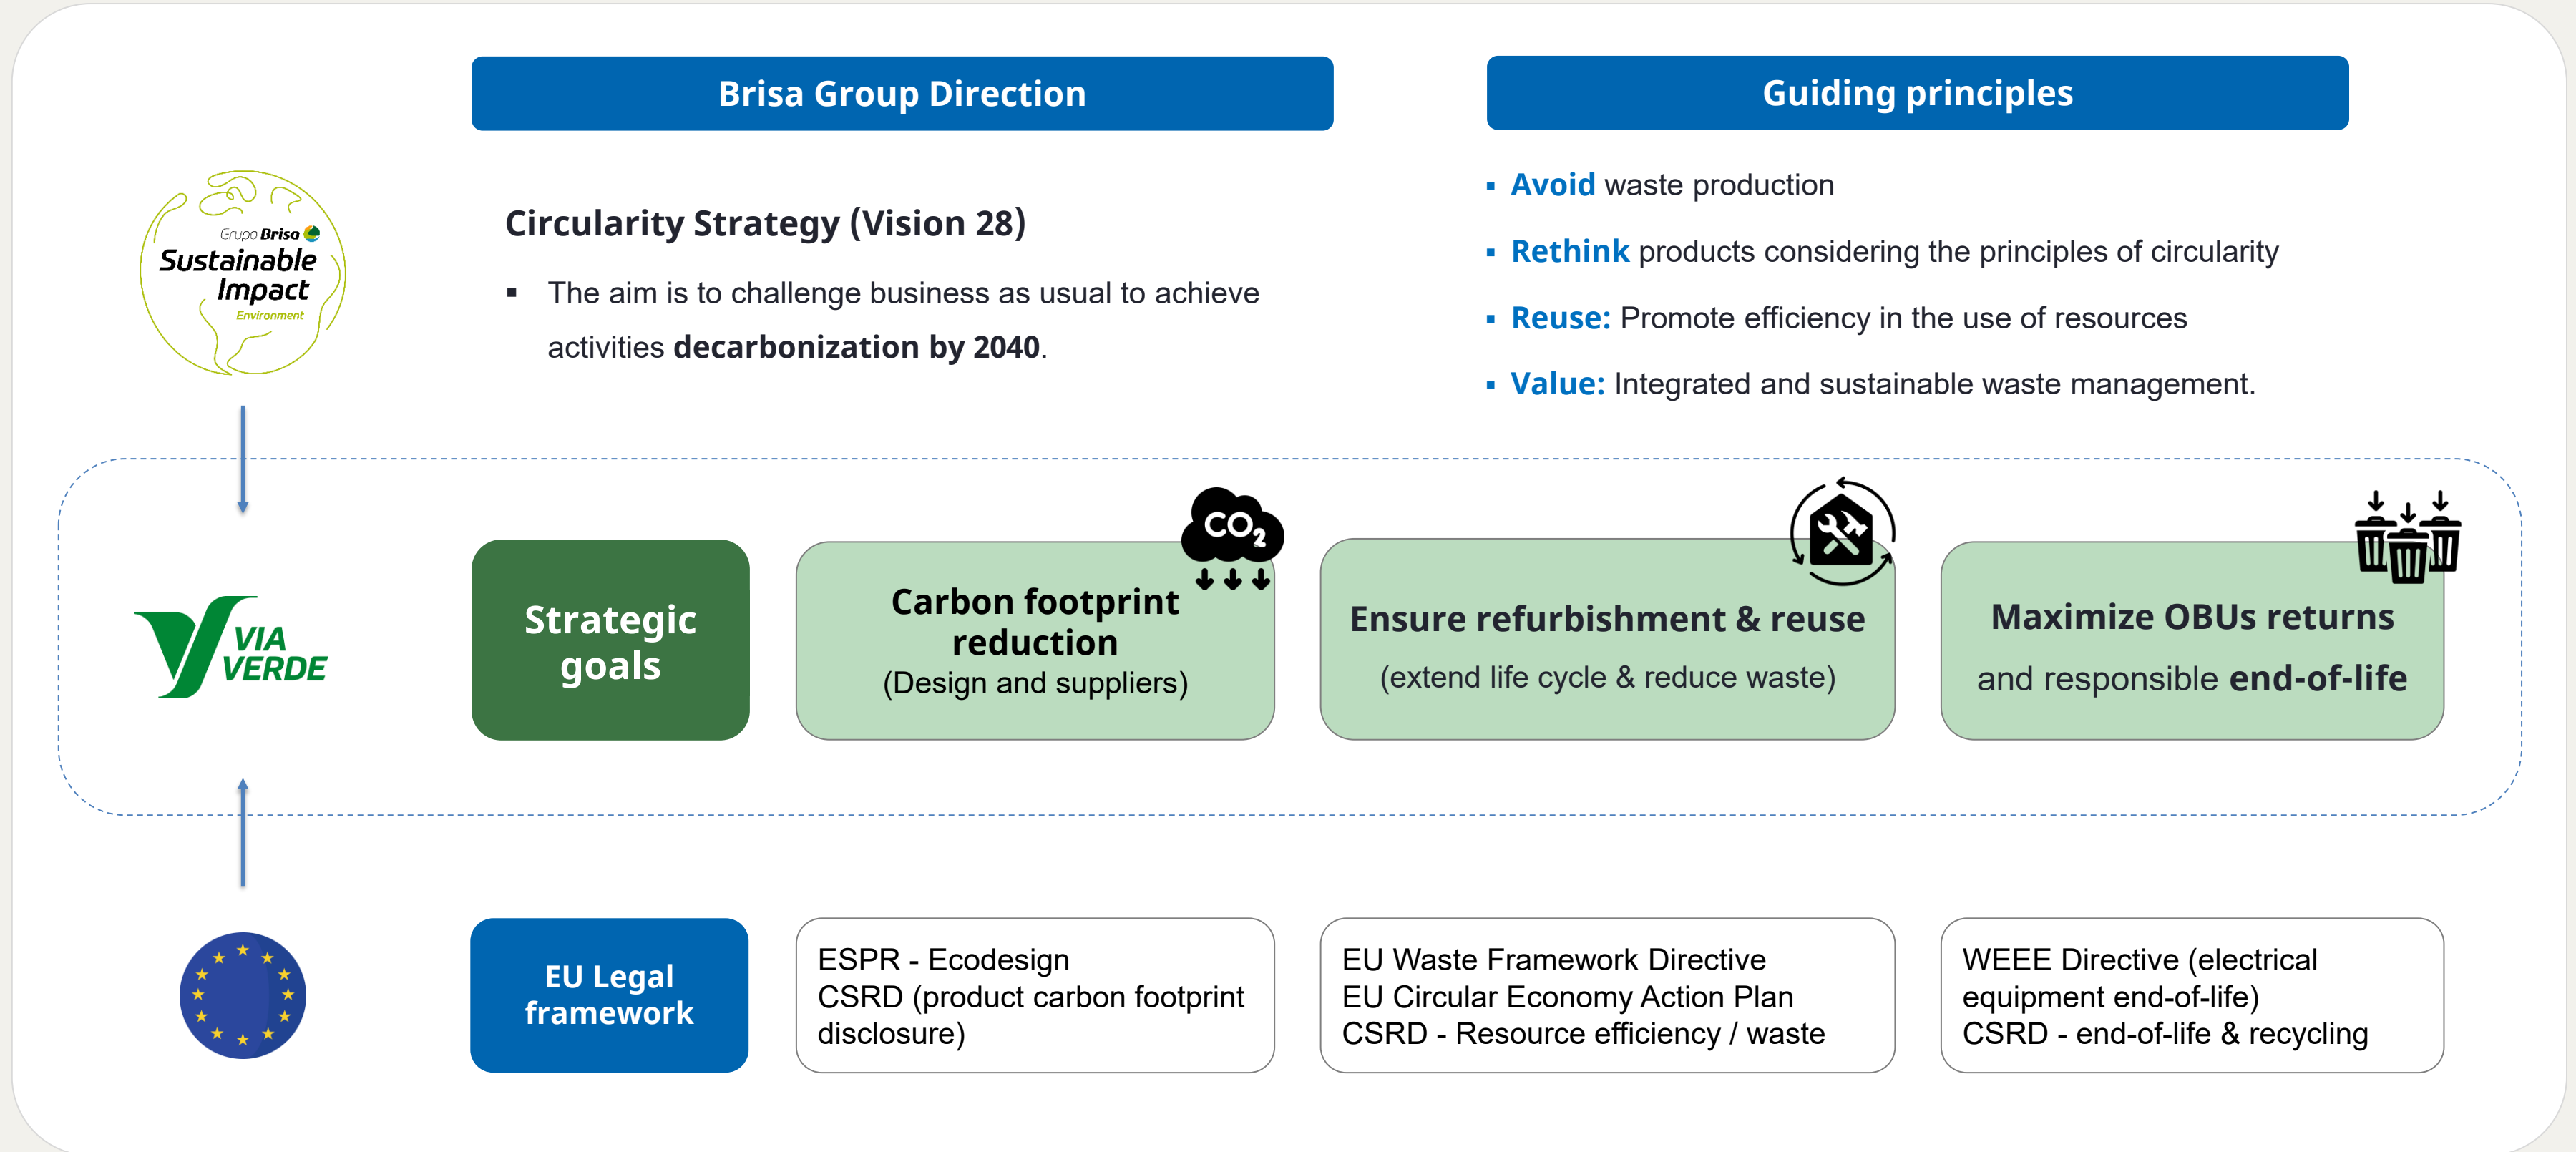 Brisa Group Direction
Guiding principles
Grupo Brisa
Sustainable
Impact
Environment
Circularity Strategy (Vision 28)
▪ The aim is to challenge business as usual to achieve
activities decarbonization by 2040.
▪ Avoid waste production
▪ Rethink products considering the principles of circularity
▪ Reuse: Promote efficiency in the use of resources
▪ Value: Integrated and sustainable waste management.
VIA
VERDE
Strategic
goals
CO2
Carbon footprint
reduction
(Design and suppliers)
Ensure refurbishment & reuse
(extend life cycle & reduce waste)
Maximize OBUs returns
and responsible end-of-life
EU Legal
framework
ESPR - Ecodesign
CSRD (product carbon footprint
disclosure)
EU Waste Framework Directive
EU Circular Economy Action Plan
CSRD - Resource efficiency / waste
WEEE Directive (electrical
equipment end-of-life)
CSRD - end-of-life & recycling